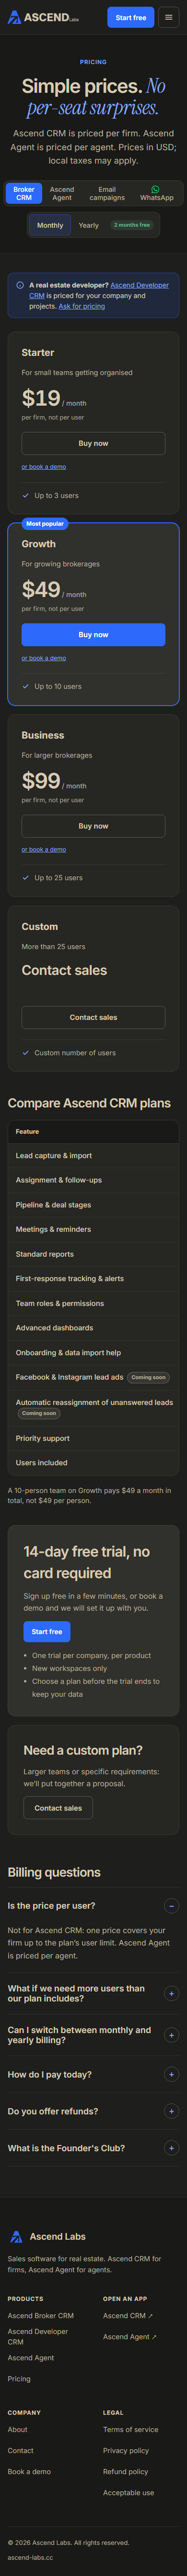 ASCENDLabs
Start free
PRICING
Simple prices. No
per-seat surprises.
Ascend CRM is priced per firm. Ascend
Agent is priced per person. Prices in USD;
local taxes may apply.
Broker
CRM
Ascend
Agent
Email
campaigns
WhatsApp
Monthly
Yearly
2 months free
A real estate developer? Ascend Developer
CRM is priced for your company and
projects. Ask for pricing
Starter
For small teams getting organised
$19 / month
per firm, not per user
Buy now
or book a demo
Up to 3 users
Most popular
Growth
For growing brokerages
$49 / month
per firm, not per user
Buy now
or book a demo
Up to 10 users
Business
For larger brokerages
$99 / month
per firm, not per user
Buy now
or book a demo
Up to 25 users
Custom
More than 25 users
Contact sales
Contact sales
Custom number of users
Compare Ascend CRM plans
Feature
Lead capture & import
Assignment & follow-ups
Pipeline & deal stages
Meetings & reminders
Standard reports
First-response tracking & alerts
Team roles & permissions
Advanced dashboards
Onboarding & data import help
Facebook & Instagram lead ads Coming soon
Automatic reassignment of unanswered leads
Coming soon
Priority support
Users included
A 10-person team on Growth pays $49 a month in
total, not $49 per person.
14-day free trial, no
card required
Sign up free in a few minutes, or book a
demo and we will set it up with you.
Start free
• One trial per company, per product
• New workspaces only
• Choose a plan before the trial ends to
keep your data
Need a custom plan?
Larger teams or specific requirements:
we'll put together a proposal.
Contact sales
Billing questions
Is the price per user?
Not for Ascend CRM: one price covers your
firm up to the plan's user limit. Ascend Agent
is priced per agent.
What if we need more users than
our plan includes?
Can I switch between monthly and
yearly billing?
How do I pay today?
Do you offer refunds?
What is the Founder's Club?
Ascend Labs
Sales software for real estate. Ascend CRM for
firms, Ascend Agent for agents.
PRODUCTS
Ascend Broker CRM
Ascend Developer
CRM
Ascend Agent
Pricing
OPEN AN APP
Ascend CRM ↗
Ascend Agent ↗
COMPANY
About
Contact
Book a demo
LEGAL
Terms of service
Privacy policy
Refund policy
Acceptable use
© 2026 Ascend Labs. All rights reserved.
ascend-labs.cc